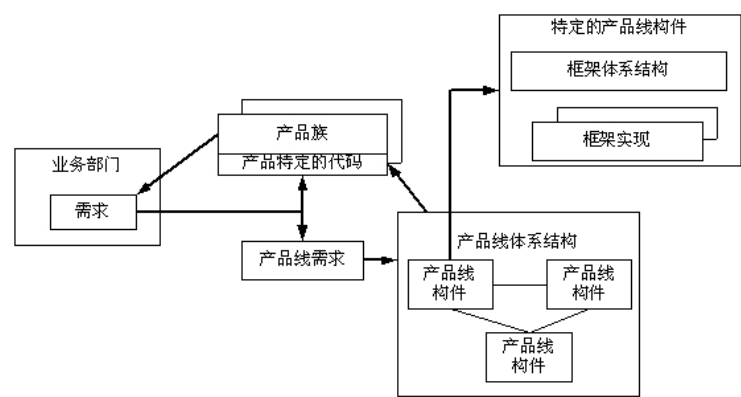 特定的产品线构件
框架体系结构
框架实现
产品族
产品特定的代码
业务部门
需求
产品线需求
产品线体系结构
产品线
构件
产品线
构件
产品线
构件